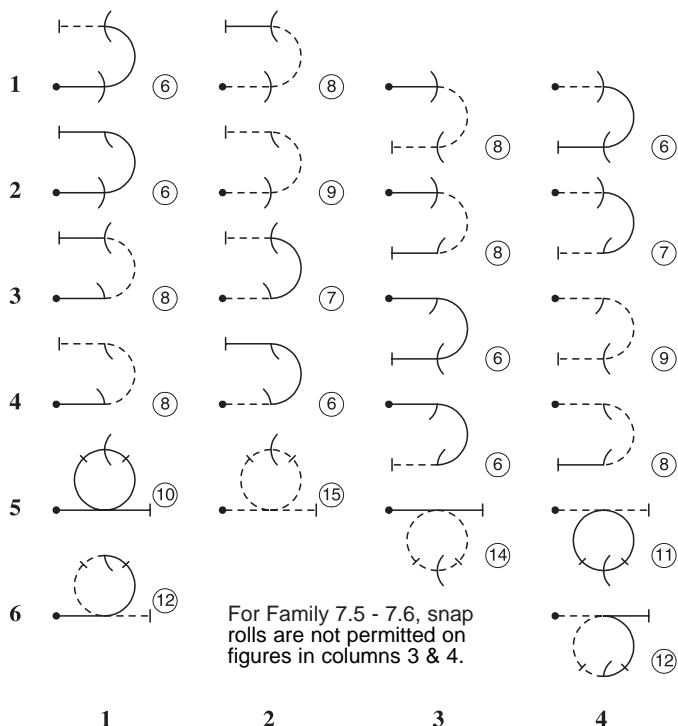 1 6 8
8 6
2 6 9
8 7
3 8 7
6 9
4 8 6
6 8
10 15
5
14 11
12
6
For Family 7.5 - 7.6, snap
rolls are not permitted on
figures in columns 3 & 4.
12
1 2 3 4